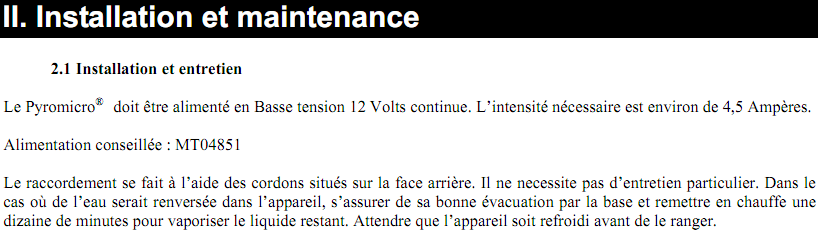 II. Installation et maintenance
2.1 Installation et entretien
Le Pyromicro® doit être alimenté en Basse tension 12 Volts continue. L’intensité nécessaire est environ de 4,5 Ampères.
Alimentation conseillée : MT04851
Le raccordement se fait à l’aide des cordons situés sur la face arrière. Il ne necessite pas d’entretien particulier. Dans le
cas où de l’eau serait renversée dans l’appareil, s’assurer de sa bonne évacuation par la base et remettre en chauffe une
dizaine de minutes pour vaporiser le liquide restant. Attendre que l’appareil soit refroidi avant de le ranger.